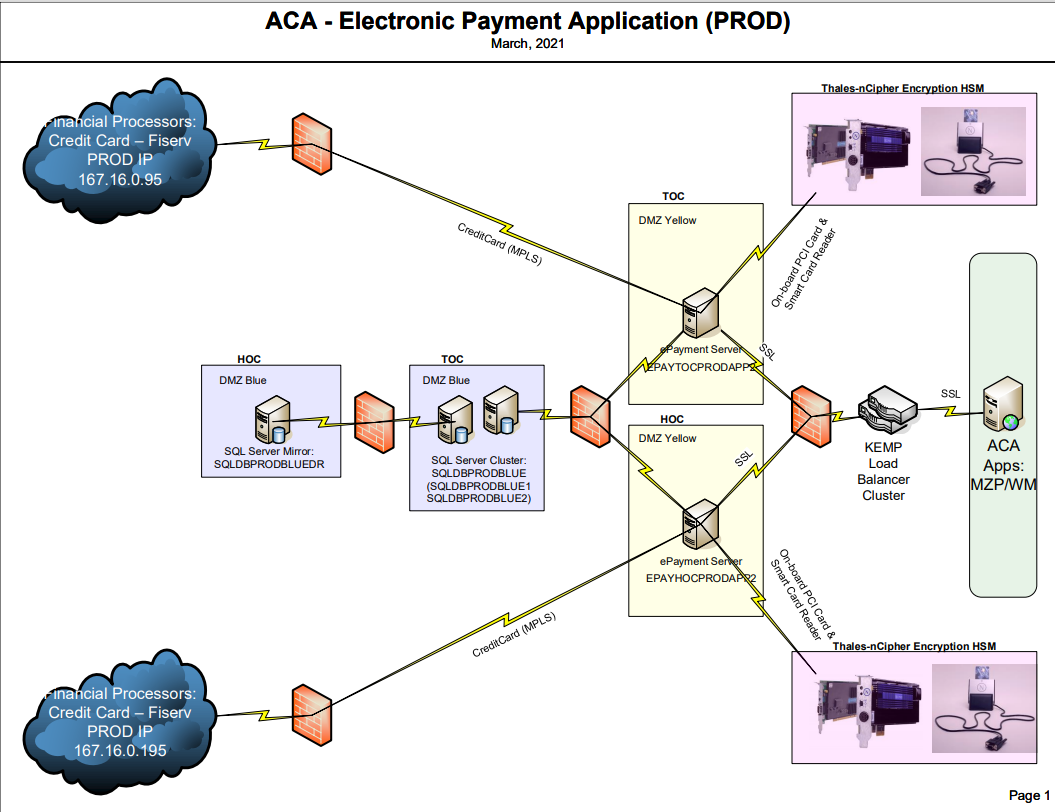 ACA - Electronic Payment Application (PROD)
March, 2021
Financial Processors:
Credit Card – Fiserv
PROD IP
167.16.0.95
Thales-nCipher Encryption HSM
TOC
DMZ Yellow
CreditCard (MPLS)
On-board PCI Card &
Smart Card Reader
ePayment Server
EPAYTOCPRODAPP2
SSL
HOC
DMZ Blue
SQL Server Mirror:
SQLDBPRODBLUEDR
TOC
DMZ Blue
SQL Server Cluster:
SQLDBPRODBLUE
(SQLDBPRODBLUE1
SQLDBPRODBLUE2)
HOC
DMZ Yellow
SSL
ePayment Server
EPAYHOCPRODAPP2
KEMP
Load
Balancer
Cluster
SSL
ACA
Apps:
MZP/WM
On-board PCI Card &
Smart Card Reader
CreditCard (MPLS)
Thales-nCipher Encryption HSM
Financial Processors:
Credit Card – Fiserv
PROD IP
167.16.0.195
Page 1